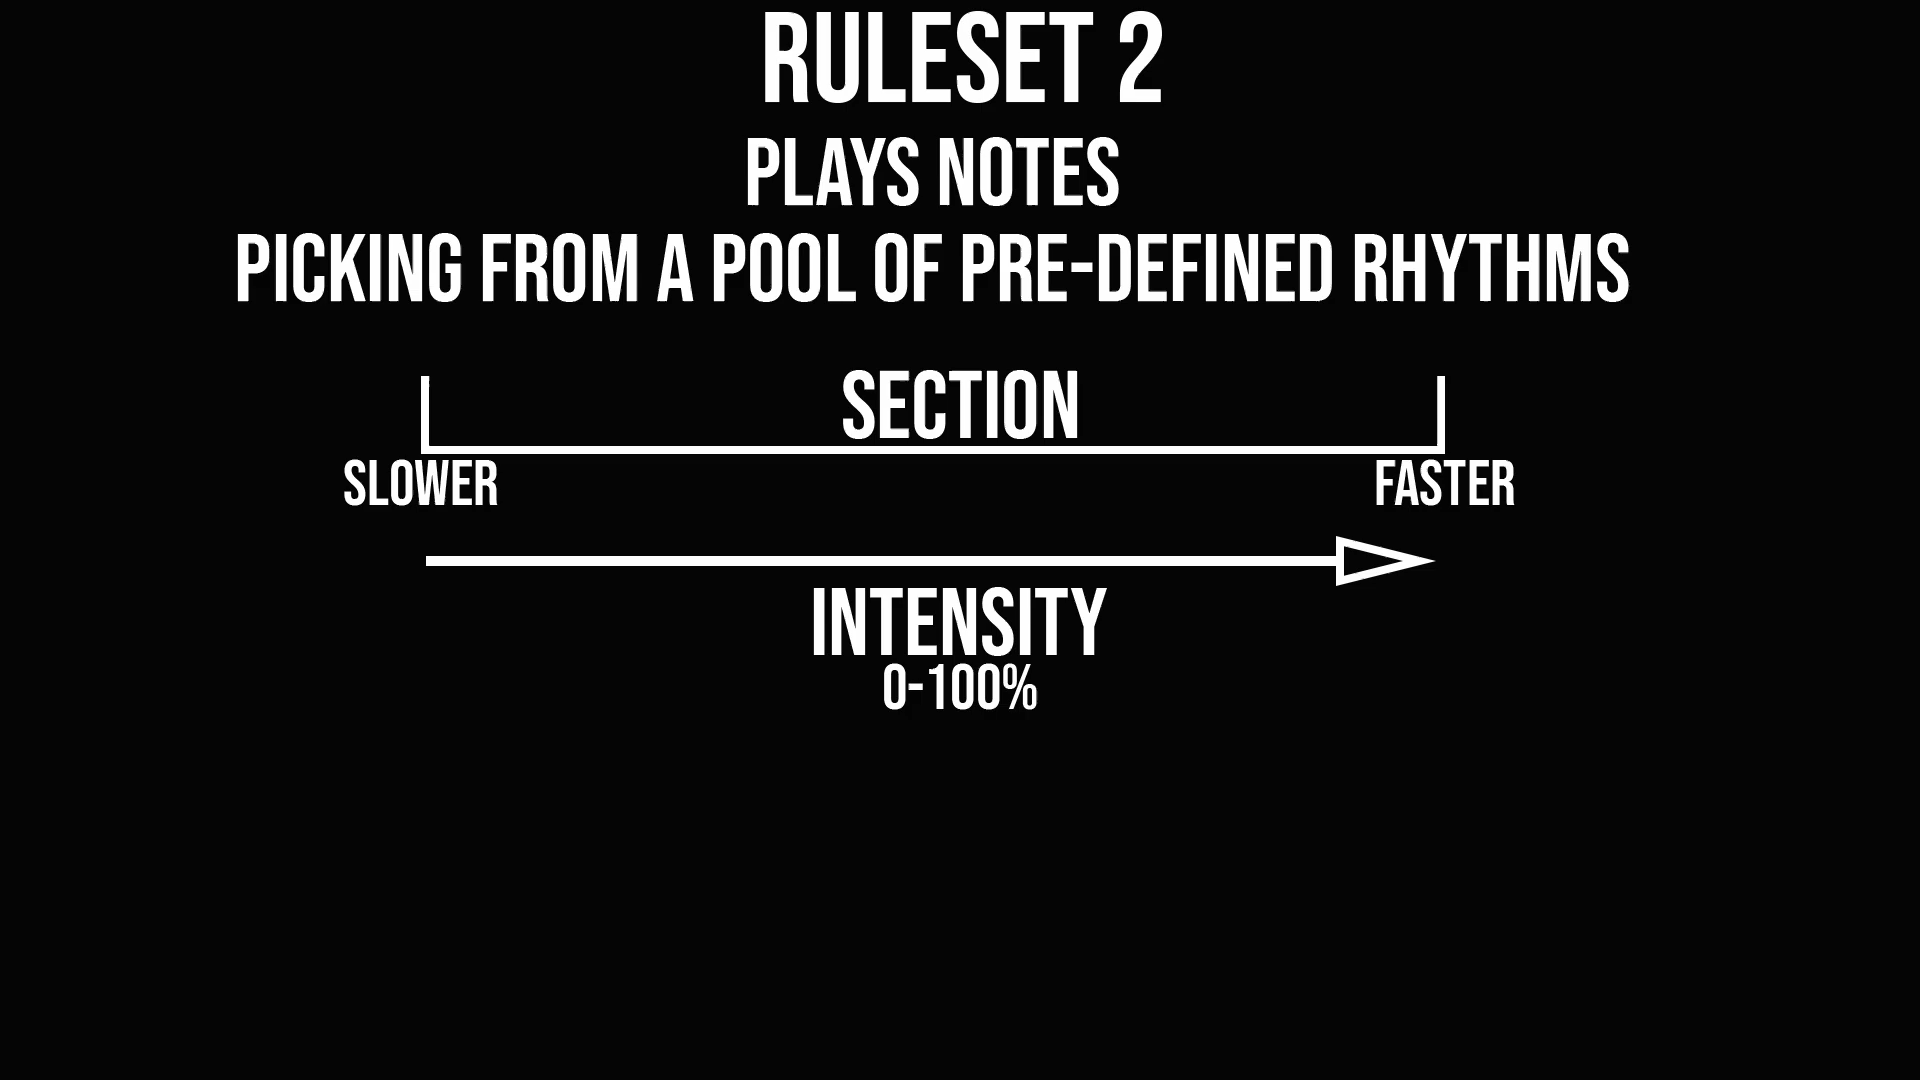 RULESET 2
PLAYS NOTES
PICKING FROM A POOL OF PRE-DEFINED RHYTHMS
SECTION
SLOWER FASTER
INTENSITY
0-100%